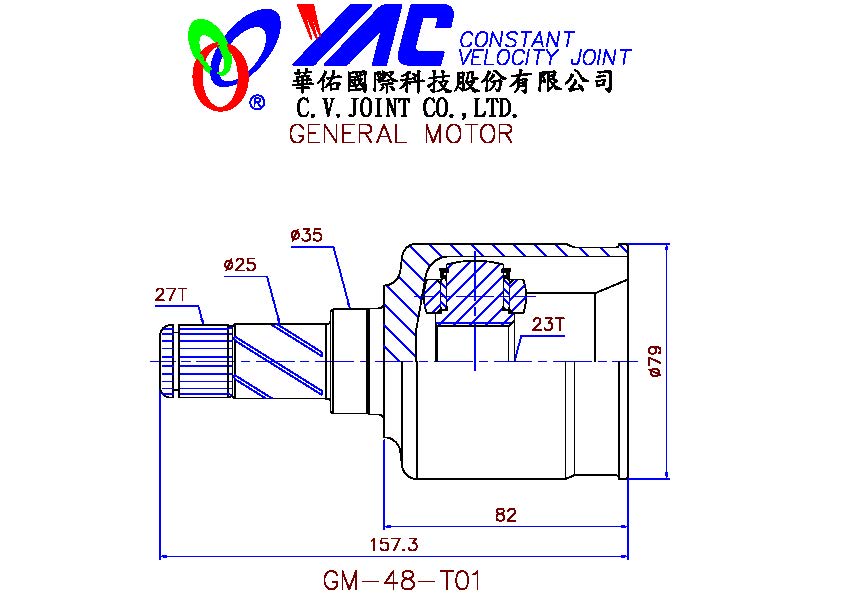 YAC CONSTANT
VELOCITY JOINT
華佑國際科技股份有限公司
®
C.V.JOINT CO.,LTD.
GENERAL MOTOR
ø35
ø25
27T
23T
ø79
82
157.3
GM-48-T01